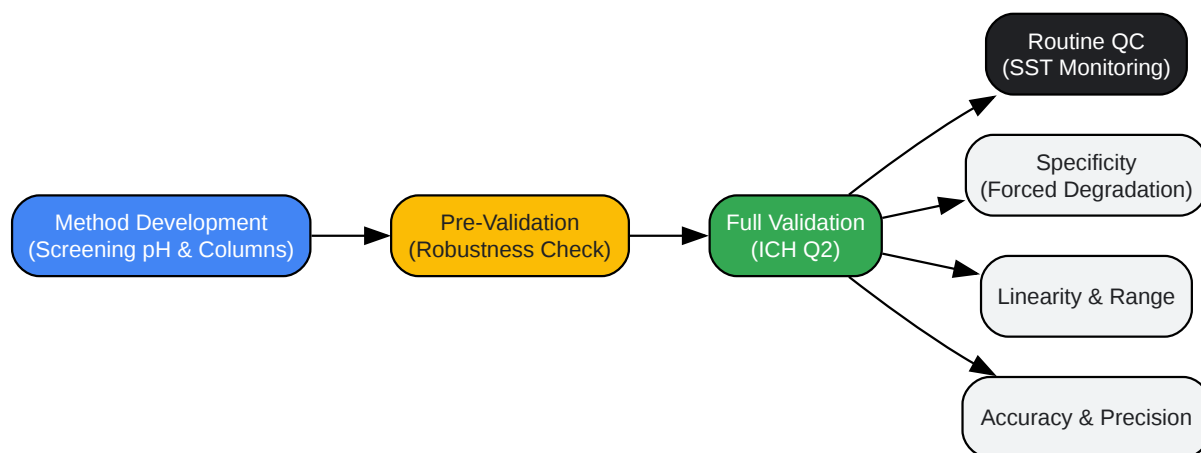 Method Development
(Screening pH & Columns)
Pre-Validation
(Robustness Check)
Full Validation
(ICH Q2)
Routine QC
(SST Monitoring)
Specificity
(Forced Degradation)
Linearity & Range
Accuracy & Precision